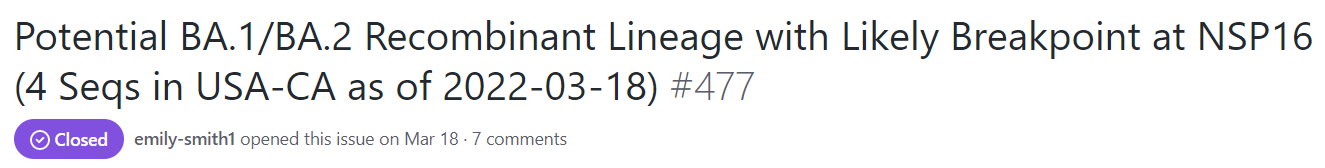 Potential BA.1/BA.2 Recombinant Lineage with Likely Breakpoint at NSP16
(4 Seqs in USA-CA as of 2022-03-18) #477
Closed emily-smith1 opened this issue on Mar 18 · 7 comments